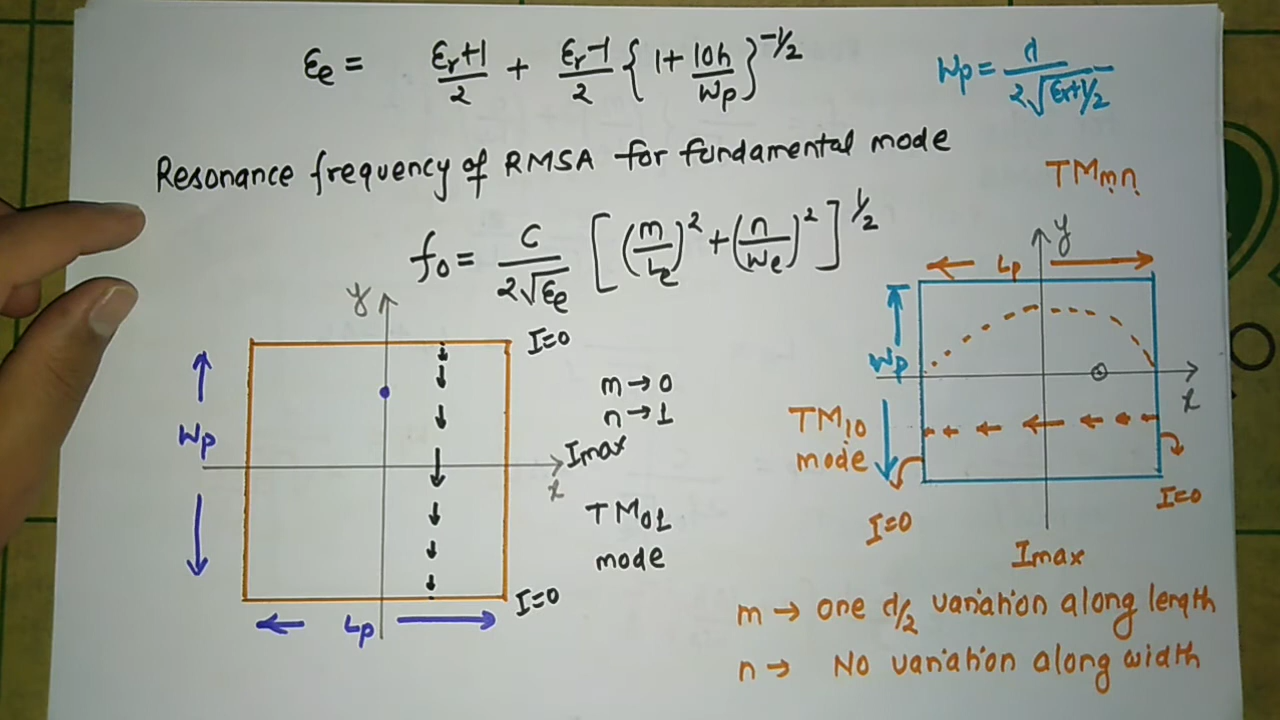 εe = εr+1/2 + εr-1/2 {1+ 10h/Wp}^-1/2
Wp = d/2√εr+1/2
Resonance frequency of RMSA for fundamental mode
TMmn
f0 = C/2√εe [(m/Le)² + (n/We)²]^1/2
y
I=0
Wp
m → 0
n → 1
Imax
x
TM01
mode
I=0
Lp
y
Lp
Wp
x
TM10
mode
I=0
I=0
Imax
m → one d/2 variation along length
n → No variation along width